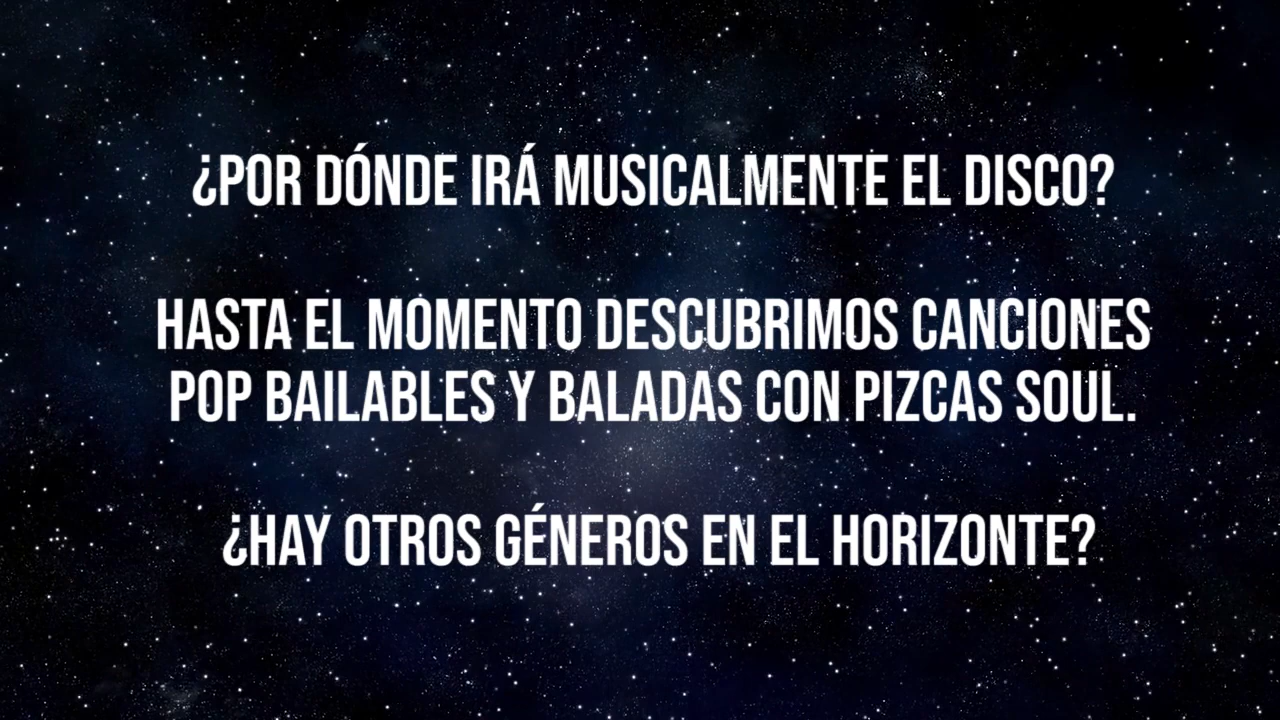 ¿POR DÓNDE IRÁ MUSICALMENTE EL DISCO?
HASTA EL MOMENTO DESCUBRIMOS CANCIONES
POP BAILABLES Y BALADAS CON PIZCAS SOUL.
¿HAY OTROS GÉNEROS EN EL HORIZONTE?